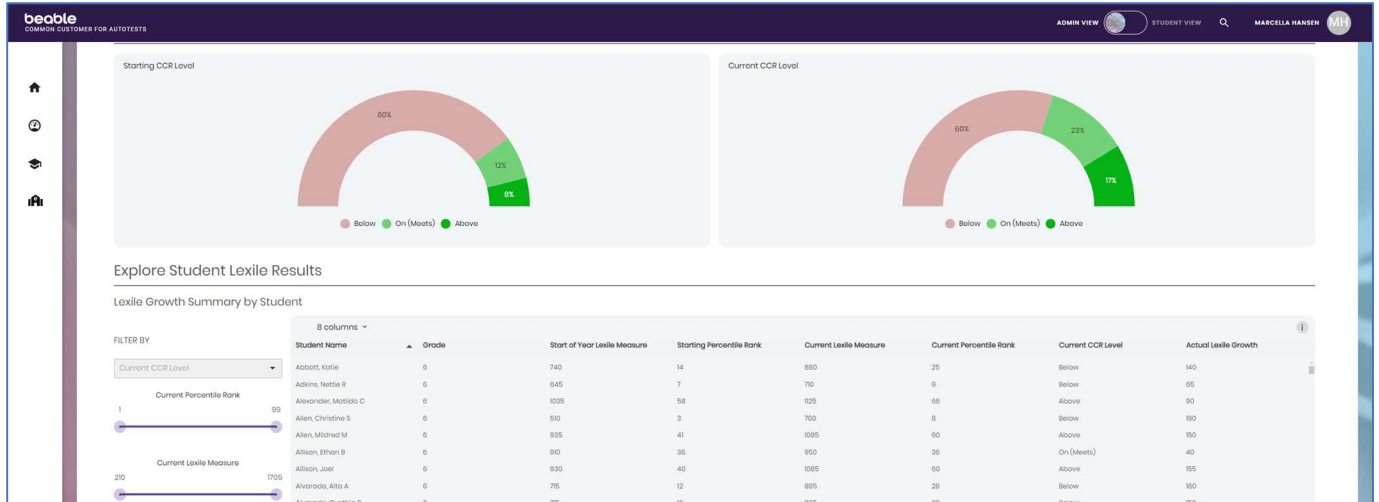 beable
COMMON CUSTOMER FOR AUTOTESTS
ADMIN VIEW STUDENT VIEW MARCELLA HANSEN MH
Starting CCR Level
80%
12%
8%
Below On (Meets) Above
Current CCR Level
60%
23%
17%
Below On (Meets) Above
Explore Student Lexile Results
Lexile Growth Summary by Student
FILTER BY
Current CCR Level
Current Percentile Rank
1 99
Current Lexile Measure
210 1705
8 columns i
Student Name Grade Start of Year Lexile Measure Starting Percentile Rank Current Lexile Measure Current Percentile Rank Current CCR Level Actual Lexile Growth
Abbott, Katie 6 740 14 880 25 Below 140
Adkins, Nettie R 6 645 7 710 9 Below 65
Alexander, Matilda C 6 1035 58 1125 66 Above 90
Allen, Christine S 6 510 3 700 8 Below 190
Allen, Mildred M 6 935 41 1085 60 Above 150
Allison, Ethan B 6 910 36 950 36 On (Meets) 40
Allison, Joel 6 930 40 1085 60 Above 155
Alvarado, Alta A 6 715 12 895 28 Below 180